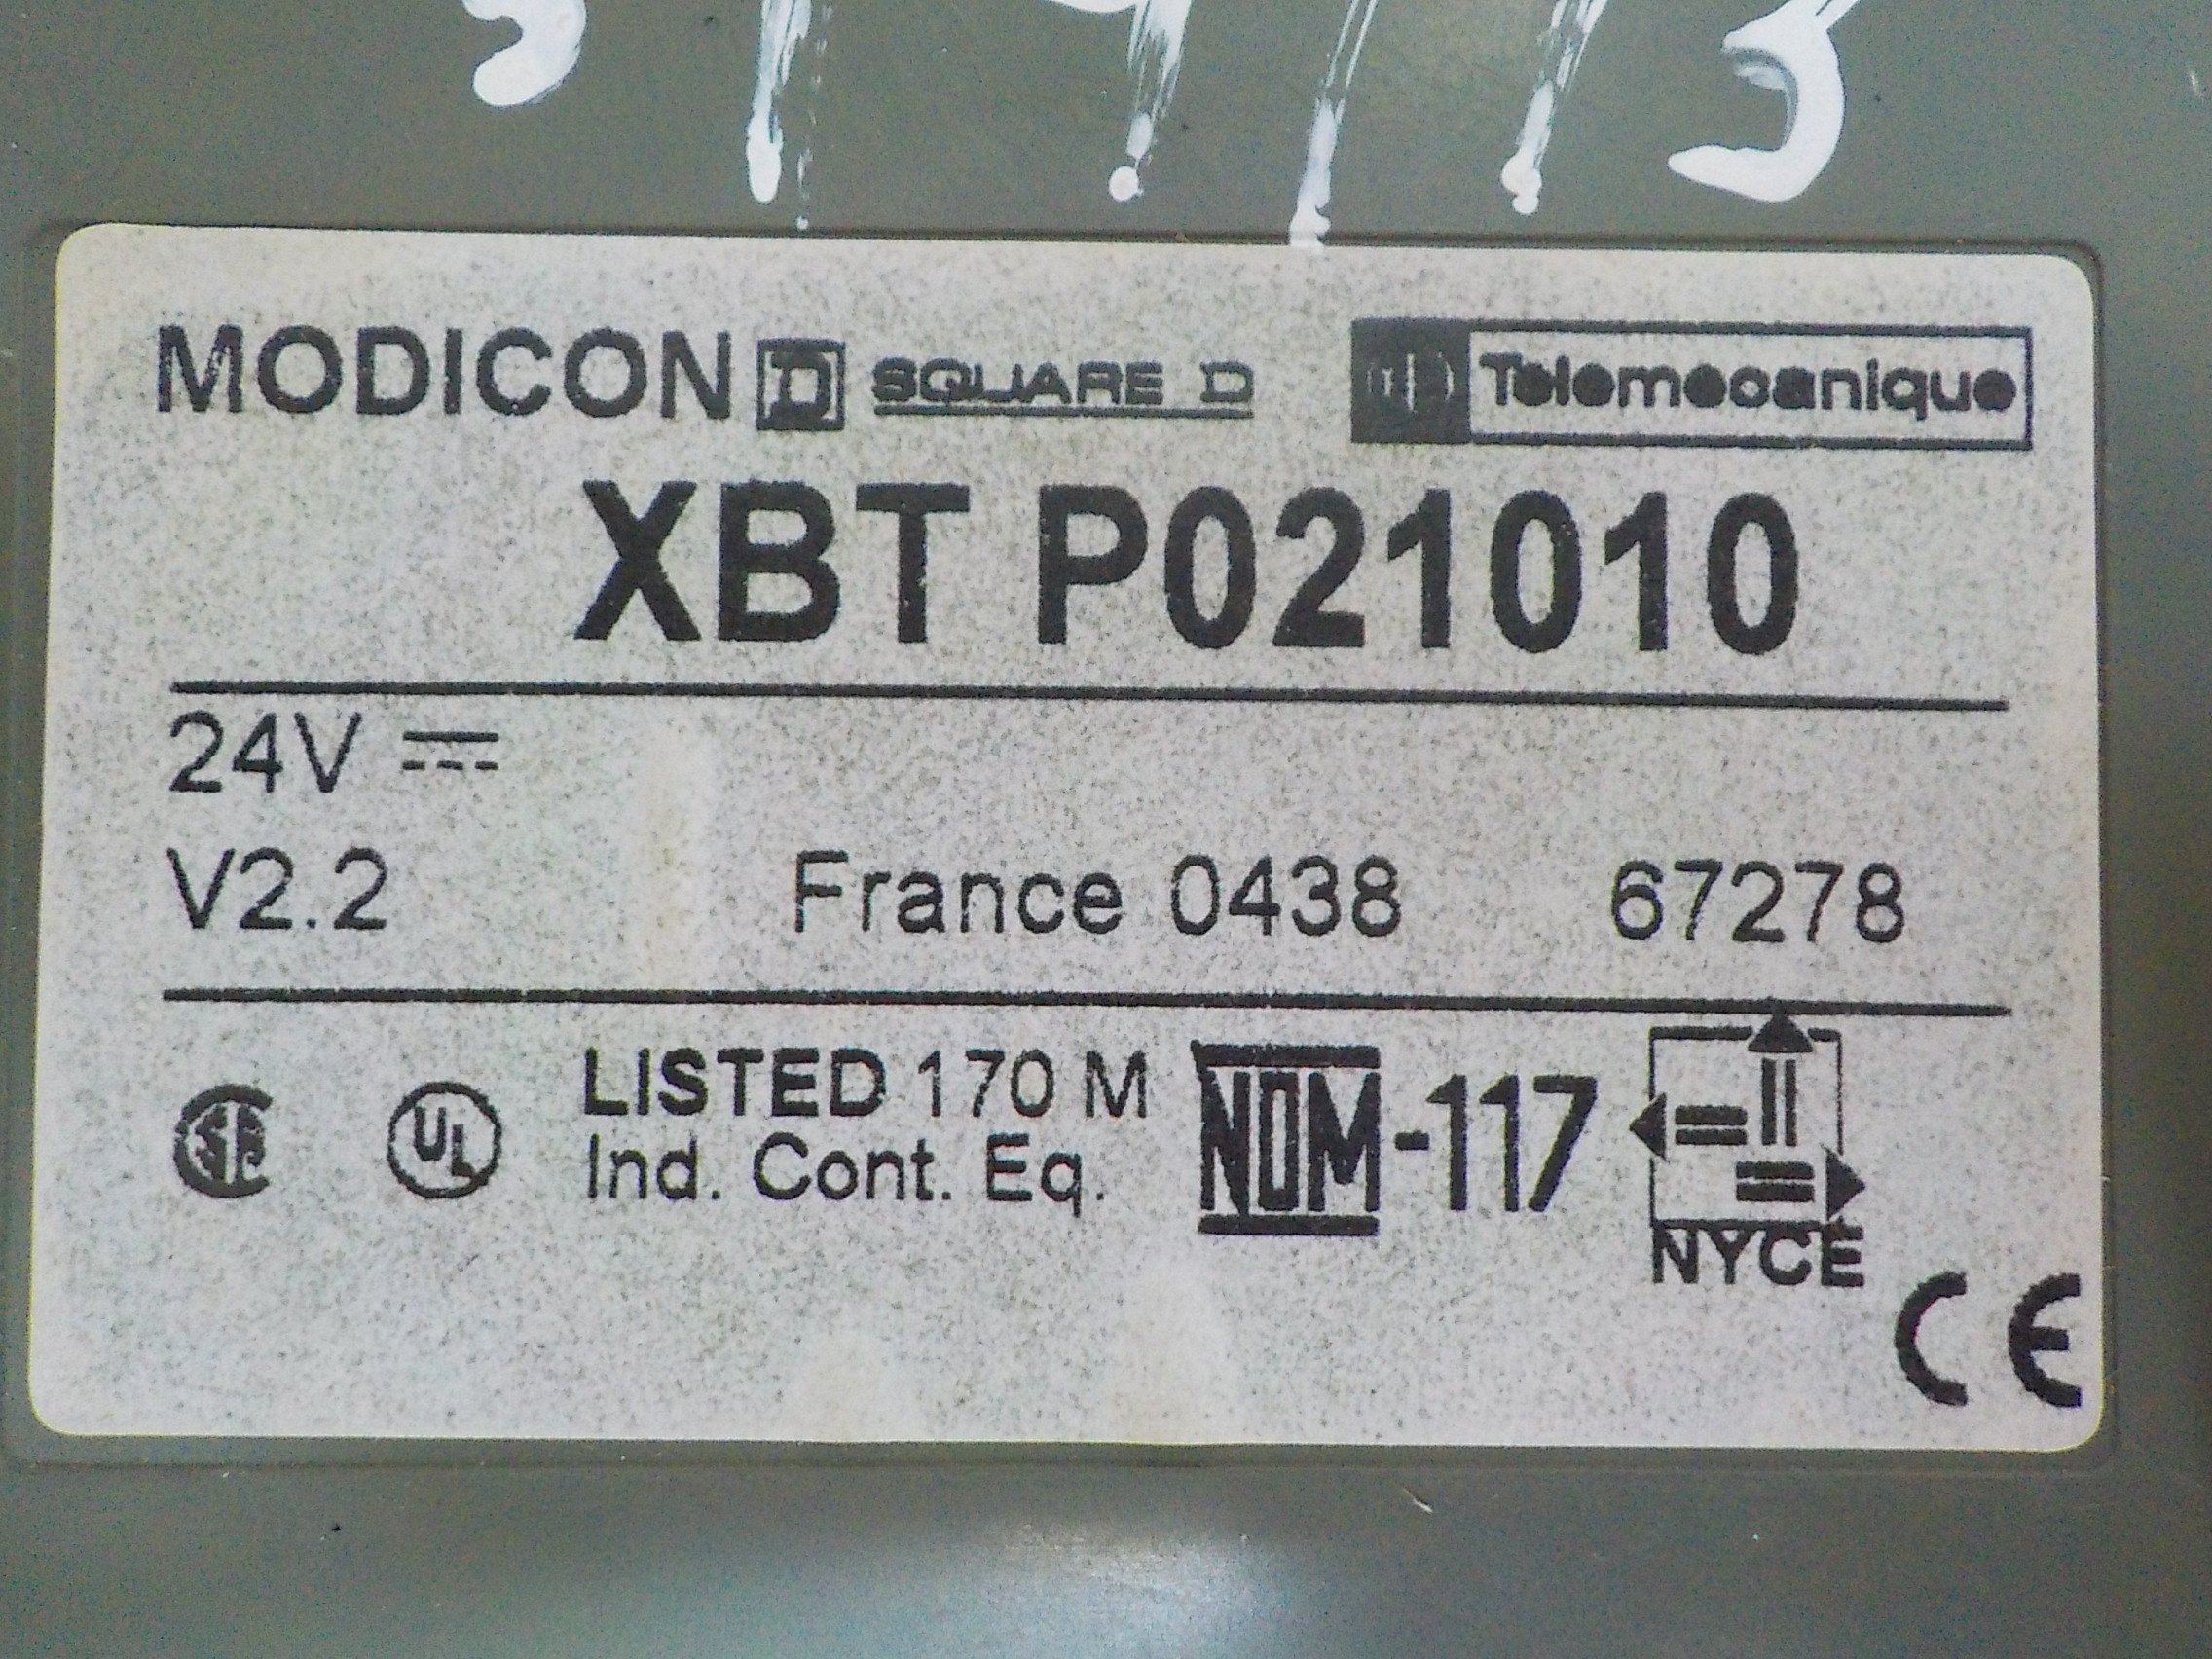 MODICON D SQUARE D Telemecanique
XBT P021010
24V
V2.2 France 0438 67278
LISTED 170 M
Ind. Cont. Eq.
UL
NOM-117
NYCE
CE